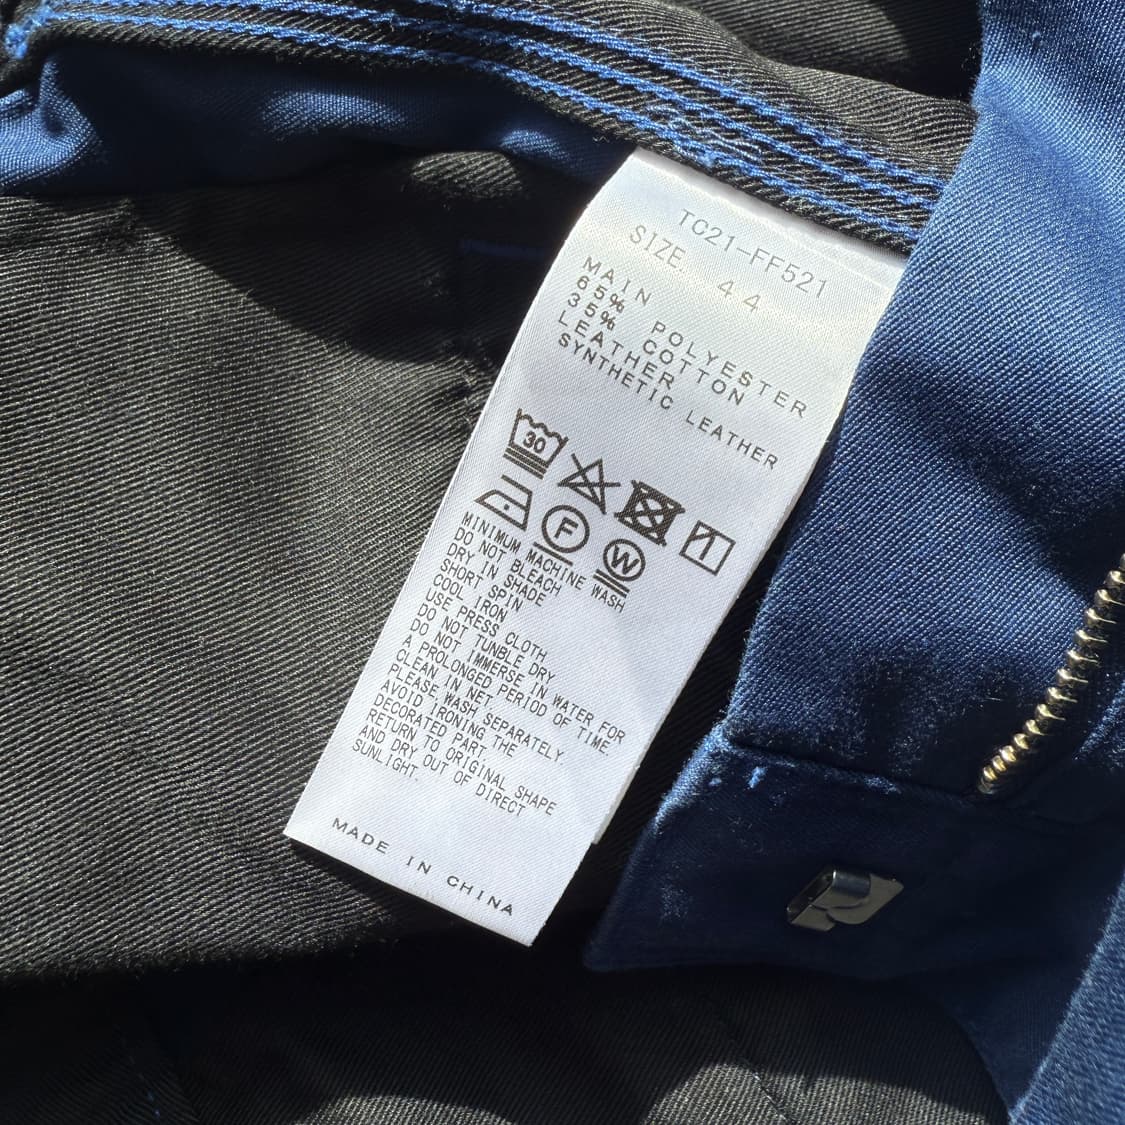 TC21-FF521
SIZE. 44
MAIN
65% POLYESTER
35% COTTON
LEATHER
SYNTHETIC LEATHER
30
F
W
MINIMUM MACHINE WASH
DO NOT BLEACH
DRY IN SHADE
SHORT SPIN
COOL IRON
USE PRESS CLOTH
DO NOT TUNBLE DRY
DO NOT IMMERSE IN WATER FOR
A PROLONGED PERIOD OF TIME.
CLEAN IN NET.
PLEASE WASH SEPARATELY.
AVOID IRONING THE
DECORATED PART.
RETURN TO ORIGINAL SHAPE
AND DRY OUT OF DIRECT
SUNLIGHT.
MADE IN CHINA